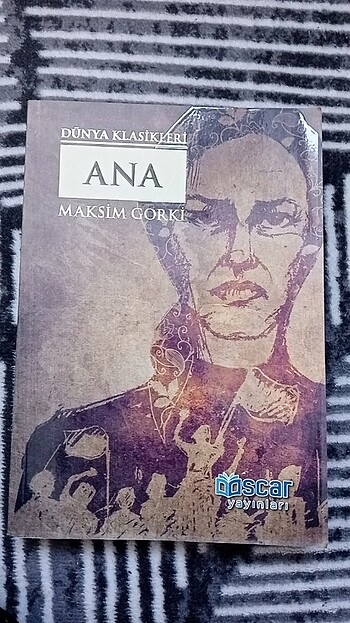 DÜNYA KLASİKLERİ
ANA
MAKSİM GORKİ
oscar
yayınları